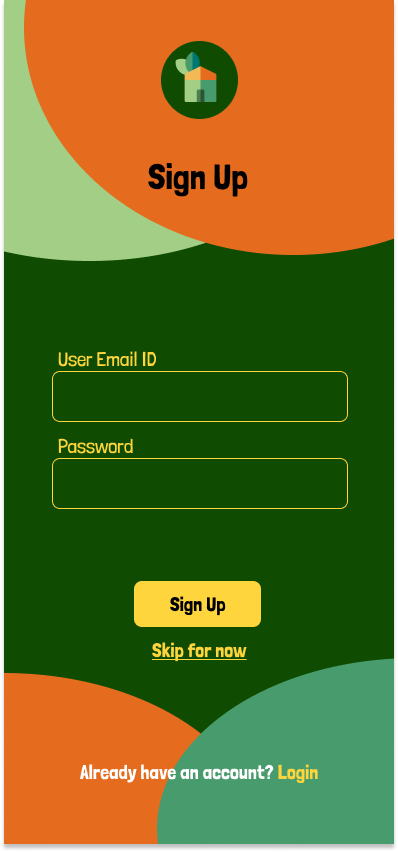 Sign Up
User Email ID
Password
Sign Up
Skip for now
Already have an account? Login